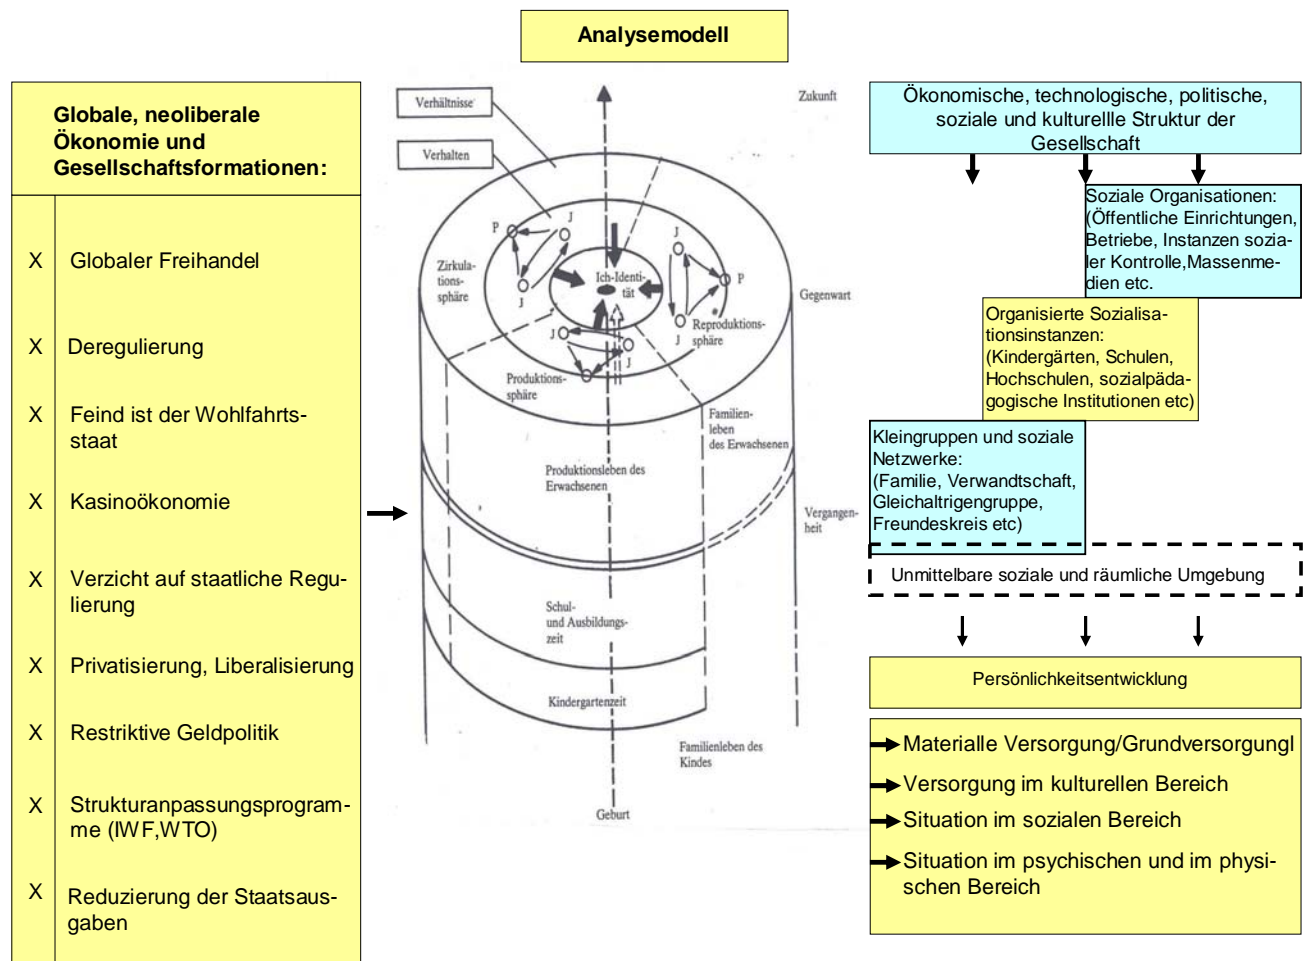 Analysemodell
Globale, neoliberale
Ökonomie und
Gesellschaftsformationen:
X Globaler Freihandel
X Deregulierung
X Feind ist der Wohlfahrts-
staat
X Kasinoökonomie
X Verzicht auf staatliche Regu-
lierung
X Privatisierung, Liberalisierung
X Restriktive Geldpolitik
X Strukturanpassungsprogram-
me (IWF,WTO)
X Reduzierung der Staatsaus-
gaben
Verhältnisse
Verhalten
Zukunft
P
J
J
Zirkula-
tions-
sphäre
Ich-Identi-
tät
J
P
J
Reproduktions-
sphäre
Gegenwart
J
J
Produktions-
sphäre
Familien-
leben
des Erwachsenen
Produktionsleben des
Erwachsenen
Vergangen-
heit
Schul-
und Ausbildungs-
zeit
Kindergartenzeit
Familienleben des
Kindes
Geburt
Ökonomische, technologische, politische,
soziale und kulturellle Struktur der
Gesellschaft
Soziale Organisationen:
(Öffentliche Einrichtungen,
Betriebe, Instanzen sozia-
ler Kontrolle,Massenme-
dien etc.
Organisierte Sozialisa-
tionsinstanzen:
(Kindergärten, Schulen,
Hochschulen, sozialpäda-
gogische Institutionen etc)
Kleingruppen und soziale
Netzwerke:
(Familie, Verwandtschaft,
Gleichaltrigengruppe,
Freundeskreis etc)
Unmittelbare soziale und räumliche Umgebung
Persönlichkeitsentwicklung
Materialle Versorgung/Grundversorgungl
Versorgung im kulturellen Bereich
Situation im sozialen Bereich
Situation im psychischen und im physi-
schen Bereich